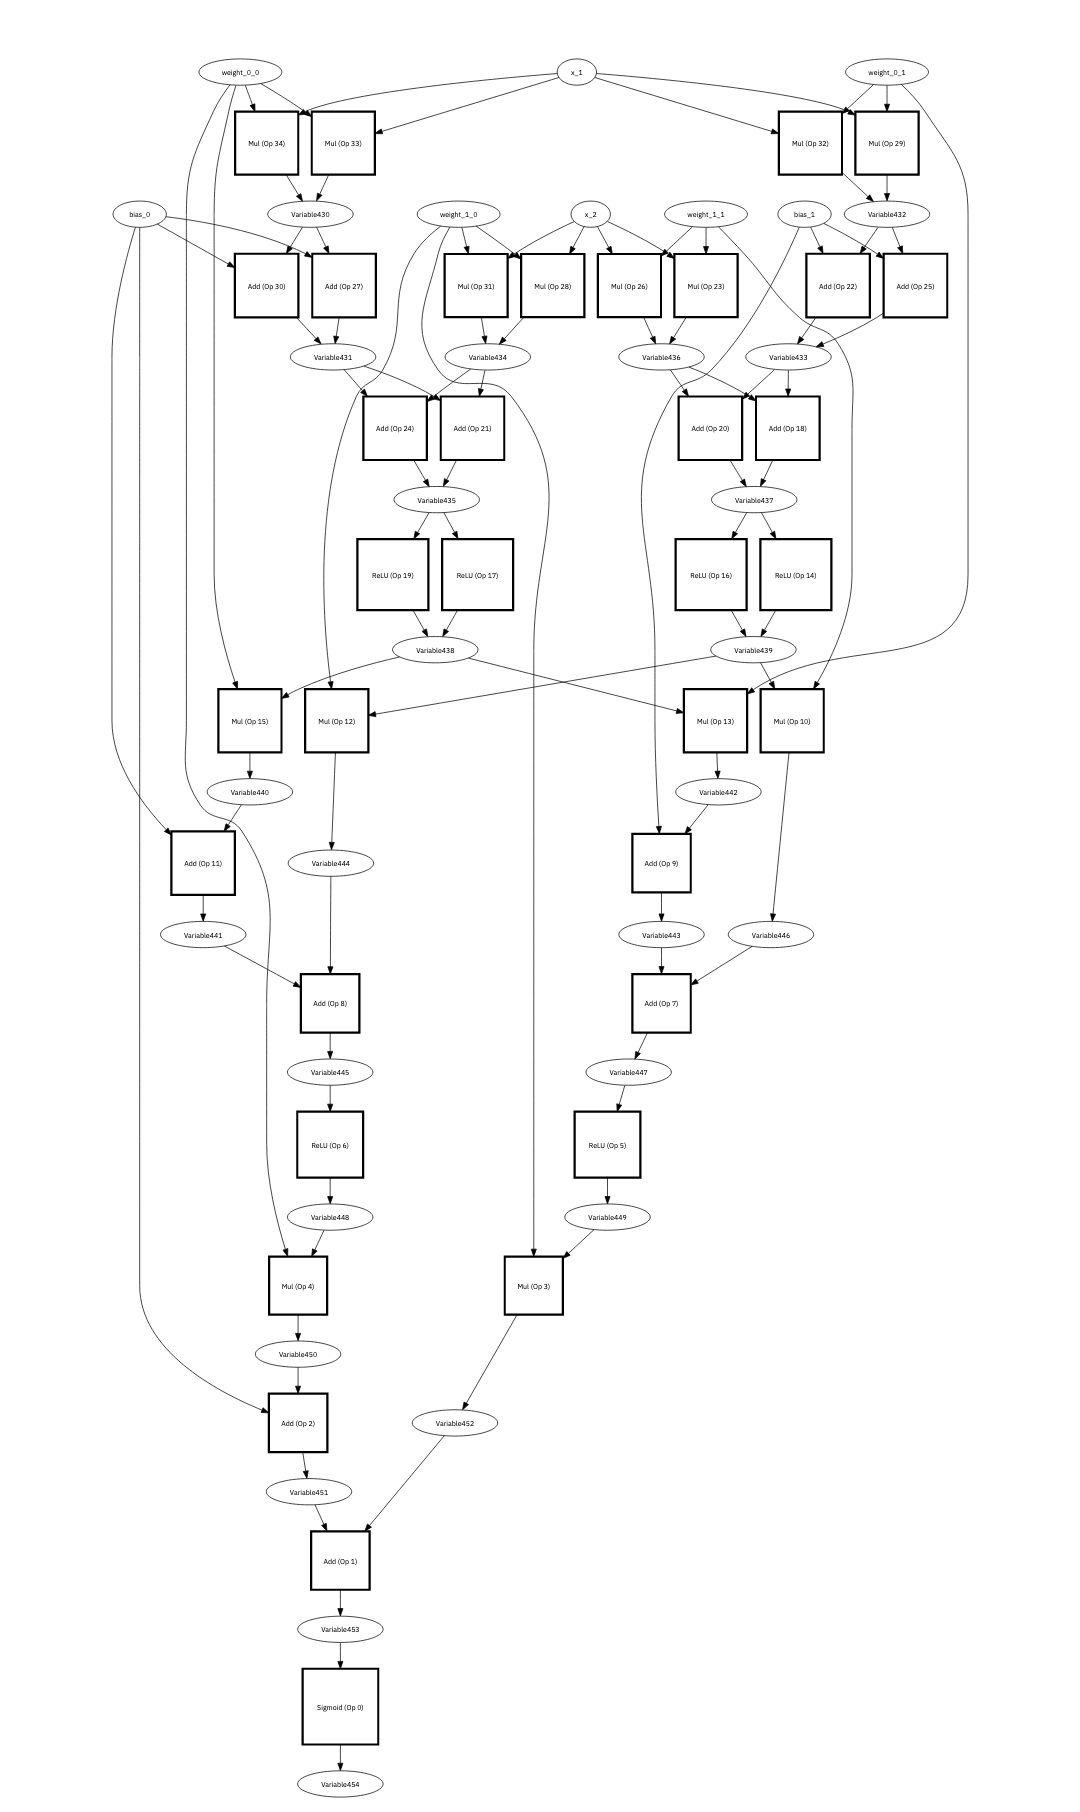 weight_0_0
x_1
weight_0_1
Mul (Op 34)
Mul (Op 33)
Mul (Op 32)
Mul (Op 29)
bias_0
Variable430
weight_1_0
x_2
weight_1_1
bias_1
Variable432
Add (Op 30)
Add (Op 27)
Mul (Op 31)
Mul (Op 28)
Mul (Op 26)
Mul (Op 23)
Add (Op 22)
Add (Op 25)
Variable431
Variable434
Variable436
Variable433
Add (Op 24)
Add (Op 21)
Add (Op 20)
Add (Op 18)
Variable435
Variable437
ReLU (Op 19)
ReLU (Op 17)
ReLU (Op 16)
ReLU (Op 14)
Variable438
Variable439
Mul (Op 15)
Mul (Op 12)
Mul (Op 13)
Mul (Op 10)
Variable440
Variable442
Add (Op 11)
Variable444
Add (Op 9)
Variable441
Variable443
Variable446
Add (Op 8)
Add (Op 7)
Variable445
Variable447
ReLU (Op 6)
ReLU (Op 5)
Variable448
Variable449
Mul (Op 4)
Mul (Op 3)
Variable450
Add (Op 2)
Variable452
Variable451
Add (Op 1)
Variable453
Sigmoid (Op 0)
Variable454